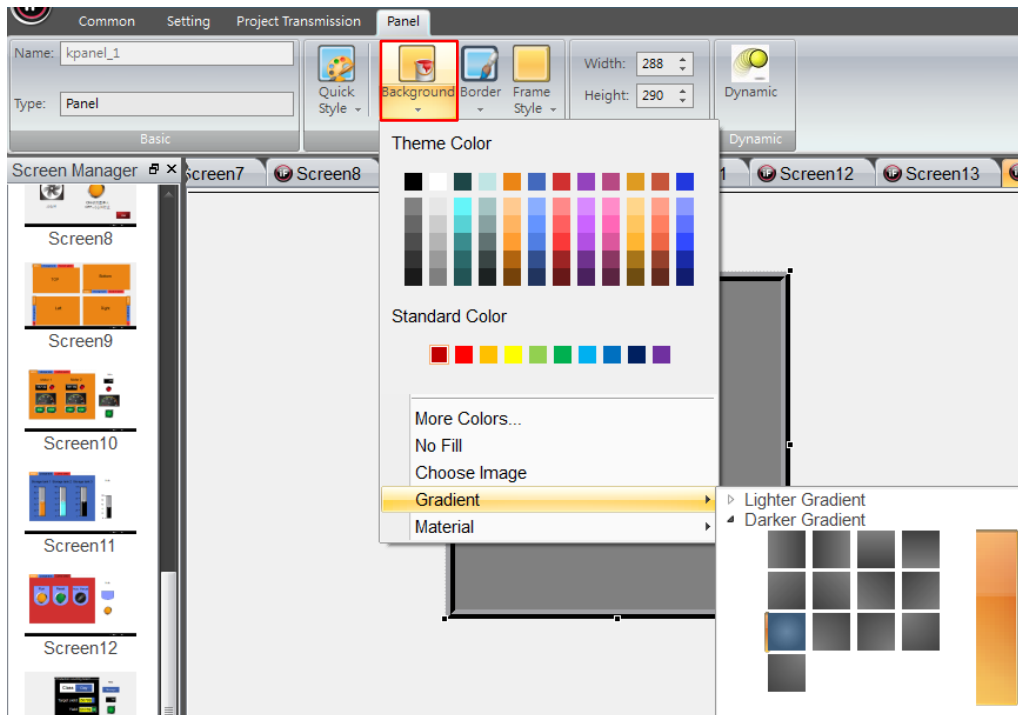 Common Setting Project Transmission Panel
Name: kpanel_1
Type: Panel
Basic
Quick Style
Background
Border
Frame Style
Width: 288
Height: 290
Dynamic
Dynamic
Screen Manager
Screen7 Screen8 1 Screen12 Screen13
Theme Color
Standard Color
More Colors...
No Fill
Choose Image
Gradient
Material
Lighter Gradient
Darker Gradient
Screen8
Screen9
Screen10
Screen11
Screen12